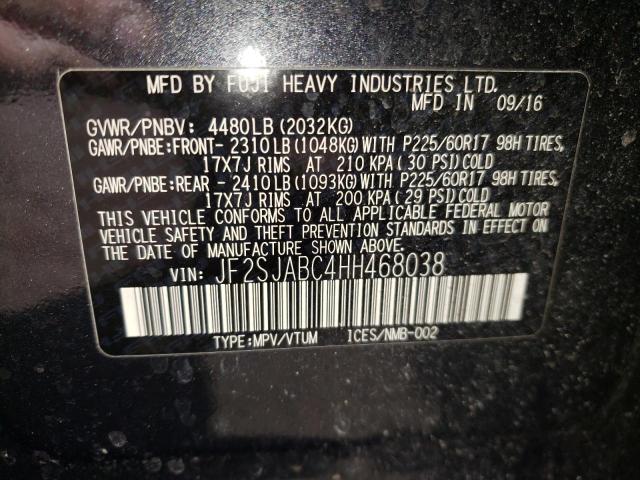 MFD BY FUJI HEAVY INDUSTRIES LTD.
MFD IN 09/16
GVWR/PNBV: 4480LB (2032KG)
GAWR/PNBE:FRONT- 2310LB (1048KG) WITH P225/60R17 98H TIRES,
17X7J RIMS AT 210 KPA ( 30 PSI) COLD
GAWR/PNBE:REAR - 2410LB (1093KG) WITH P225/60R17 98H TIRES,
17X7J RIMS AT 200 KPA ( 29 PSI) COLD
THIS VEHICLE CONFORMS TO ALL APPLICABLE FEDERAL MOTOR
VEHICLE SAFETY AND THEFT PREVENTION STANDARDS IN EFFECT ON
THE DATE OF MANUFACTURE SHOWN ABOVE.
VIN: JF2SJABC4HH468038
TYPE:MPV/VTUM ICES/NMB-002